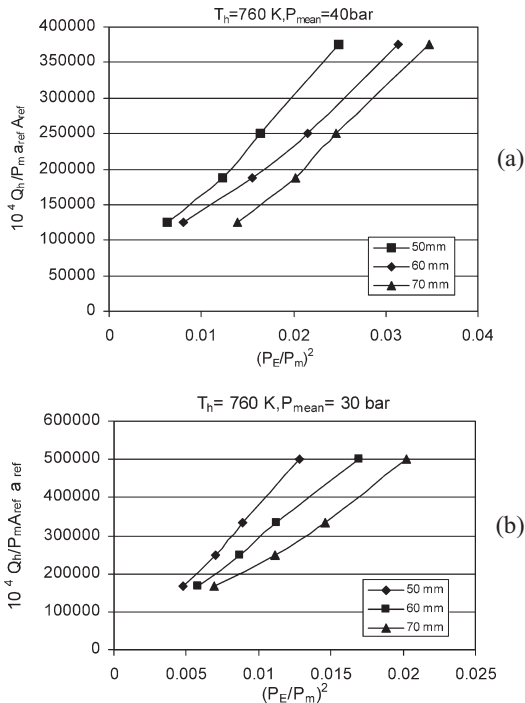 T_h=760 K,P_mean=40bar
400000
350000
300000
250000
200000
150000
100000
50000
0
10 ⁴ Q_h/P_m a_ref A_ref
0 0.01 0.02 0.03 0.04
(P_E/P_m)²
50mm
60 mm
70 mm
(a)
T_h= 760 K,P_mean= 30 bar
600000
500000
400000
300000
200000
100000
0
10 ⁴ Q_h/P_mA_ref a_ref
0 0.005 0.01 0.015 0.02 0.025
(P_E/P_m)²
50 mm
60 mm
70 mm
(b)